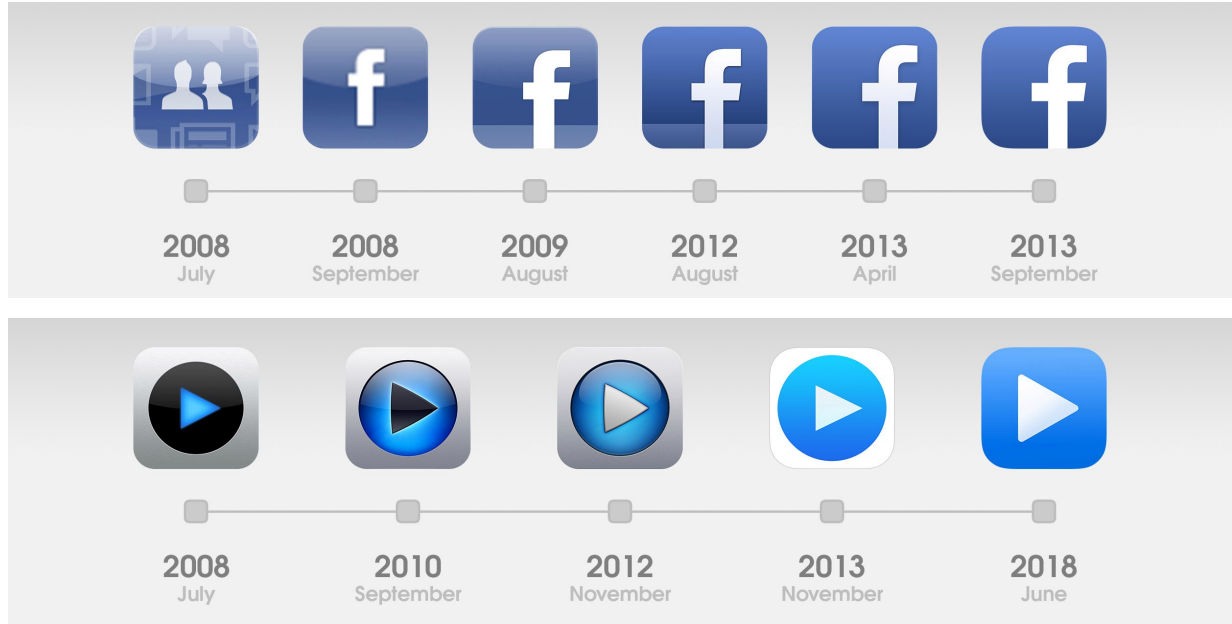 f f f f f
2008 2008 2009 2012 2013 2013
July September August August April September
2008 2010 2012 2013 2018
July September November November June